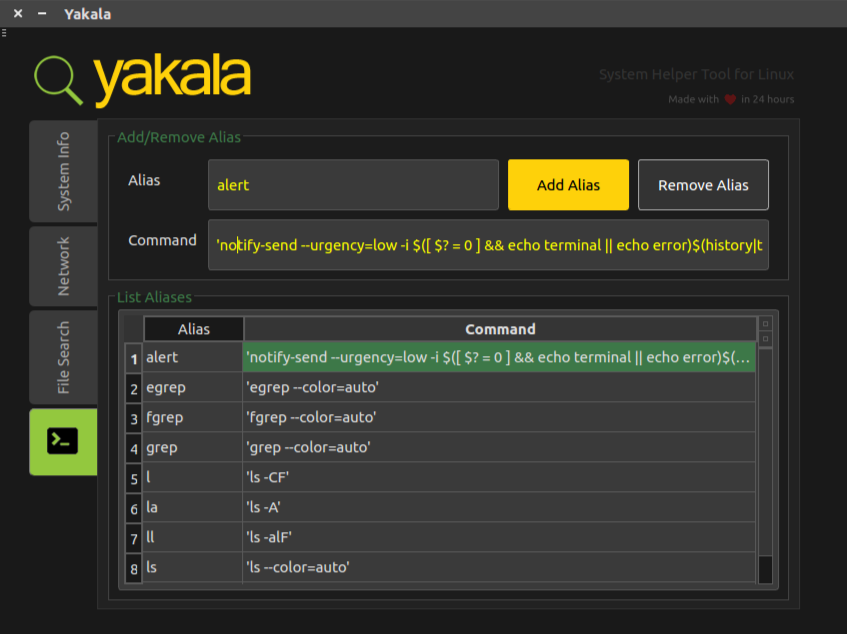 Yakala
yakala
System Helper Tool for Linux
Made with ❤ in 24 hours
System Info
Network
File Search
>_
Add/Remove Alias
Alias
alert
Add Alias
Remove Alias
Command
'notify-send --urgency=low -i $([ $? = 0 ] && echo terminal || echo error)$(history|t
List Aliases
Alias Command
1 alert 'notify-send --urgency=low -i $([ $? = 0 ] && echo terminal || echo error)$(…
2 egrep 'egrep --color=auto'
3 fgrep 'fgrep --color=auto'
4 grep 'grep --color=auto'
5 l 'ls -CF'
6 la 'ls -A'
7 ll 'ls -alF'
8 ls 'ls --color=auto'